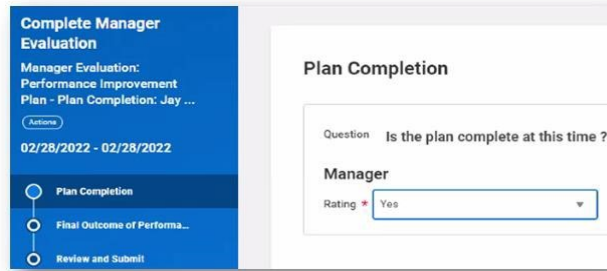 Complete Manager
Evaluation
Manager Evaluation:
Performance Improvement
Plan - Plan Completion: Jay ...
Actions
02/28/2022 - 02/28/2022
Plan Completion
Final Outcome of Performa...
Review and Submit
Plan Completion
Question Is the plan complete at this time ?
Manager
Rating * Yes